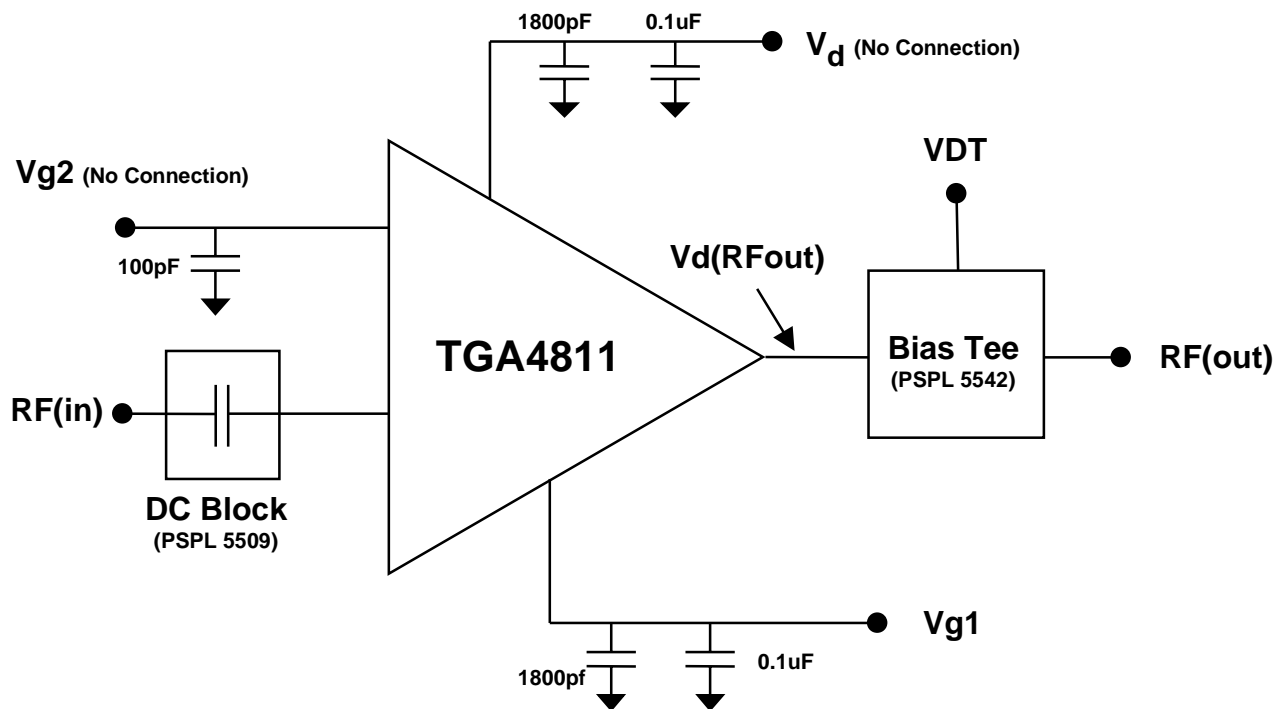 1800pF
0.1uF
Vd (No Connection)
VDT
Vg2 (No Connection)
100pF
Vd(RFout)
TGA4811
Bias Tee
(PSPL 5542)
RF(out)
RF(in)
DC Block
(PSPL 5509)
Vg1
1800pf
0.1uF